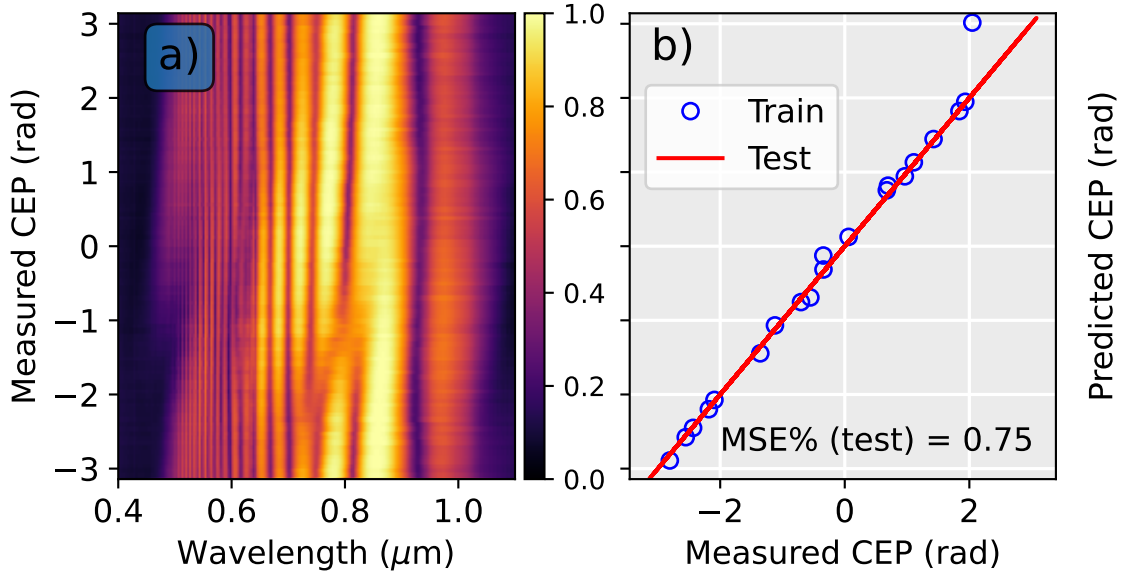 a)
3
2
1
0
−1
−2
−3
Measured CEP (rad)
0.4
0.6
0.8
1.0
Wavelength (μm)
1.0
0.8
0.6
0.4
0.2
0.0
b)
Train
Test
MSE% (test) = 0.75
−2
0
2
Measured CEP (rad)
Predicted CEP (rad)